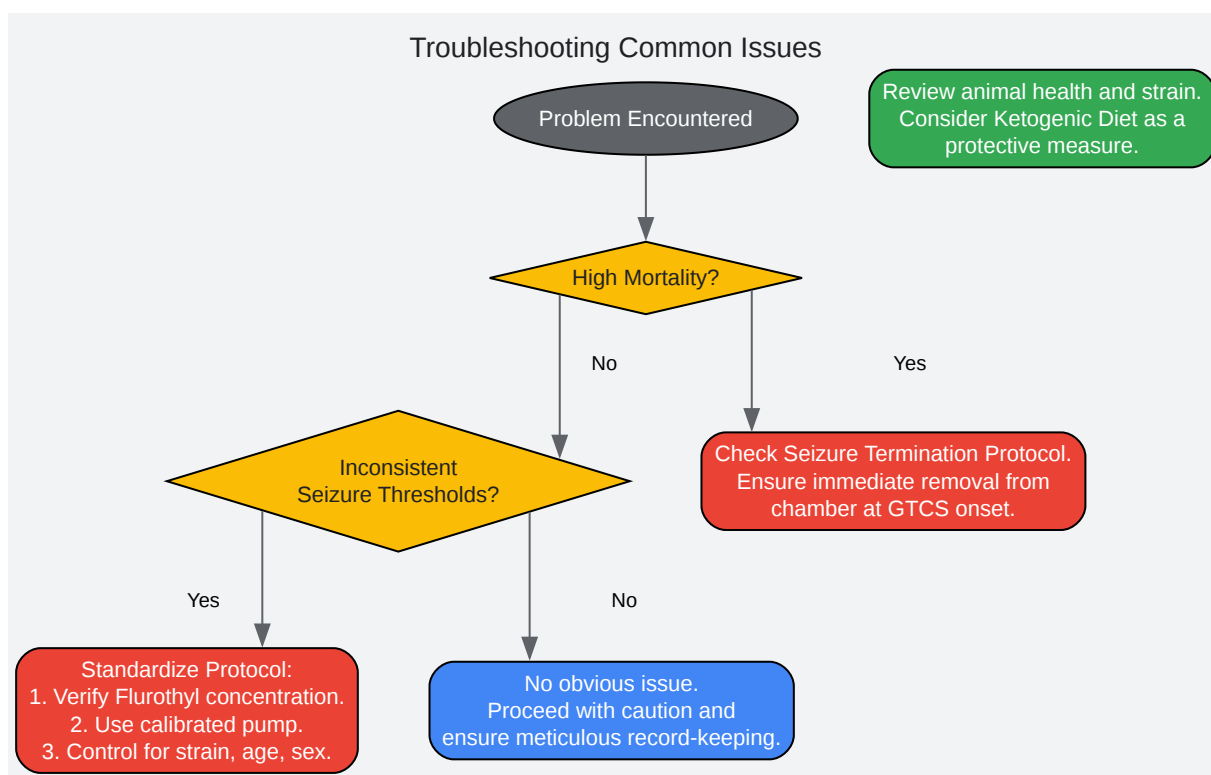 Troubleshooting Common Issues
Problem Encountered
Review animal health and strain.
Consider Ketogenic Diet as a
protective measure.
High Mortality?
No
Yes
Inconsistent
Seizure Thresholds?
Check Seizure Termination Protocol.
Ensure immediate removal from
chamber at GTCS onset.
Yes
No
Standardize Protocol:
1. Verify Flurothyl concentration.
2. Use calibrated pump.
3. Control for strain, age, sex.
No obvious issue.
Proceed with caution and
ensure meticulous record-keeping.